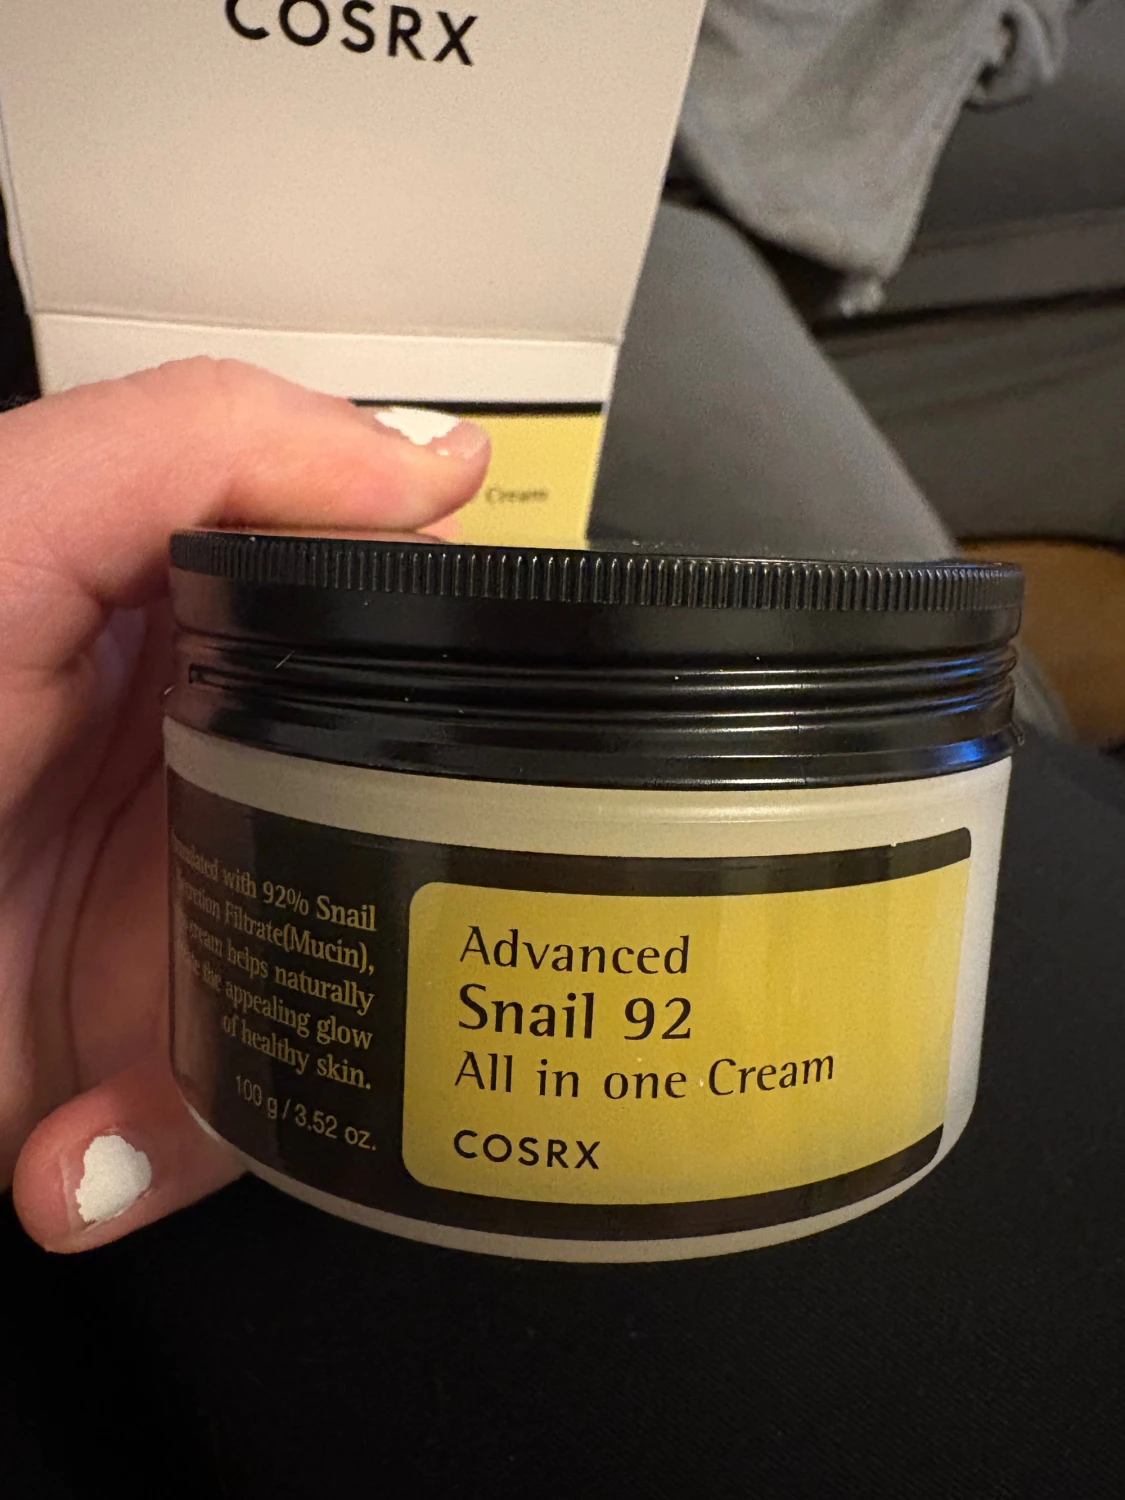 COSRX
Cream
with 92% Snail
Filtrate(Mucin),
cream helps naturally
the appealing glow
of healthy skin.
100 g / 3.52 oz.
Advanced
Snail 92
All in one Cream
COSRX